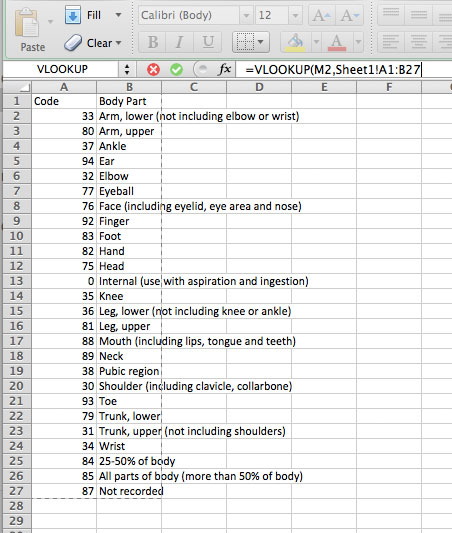 Fill
Calibri (Body)
12
A
A
Paste
Clear
B
I
U
A
VLOOKUP
fx
=VLOOKUP(M2,Sheet1!A1:B27
A B C D E F
1 Code Body Part
2 33 Arm, lower (not including elbow or wrist)
3 80 Arm, upper
4 37 Ankle
5 94 Ear
6 32 Elbow
7 77 Eyeball
8 76 Face (including eyelid, eye area and nose)
9 92 Finger
10 83 Foot
11 82 Hand
12 75 Head
13 0 Internal (use with aspiration and ingestion)
14 35 Knee
15 36 Leg, lower (not including knee or ankle)
16 81 Leg, upper
17 88 Mouth (including lips, tongue and teeth)
18 89 Neck
19 38 Pubic region
20 30 Shoulder (including clavicle, collarbone)
21 93 Toe
22 79 Trunk, lower
23 31 Trunk, upper (not including shoulders)
24 34 Wrist
25 84 25-50% of body
26 85 All parts of body (more than 50% of body)
27 87 Not recorded
28
29